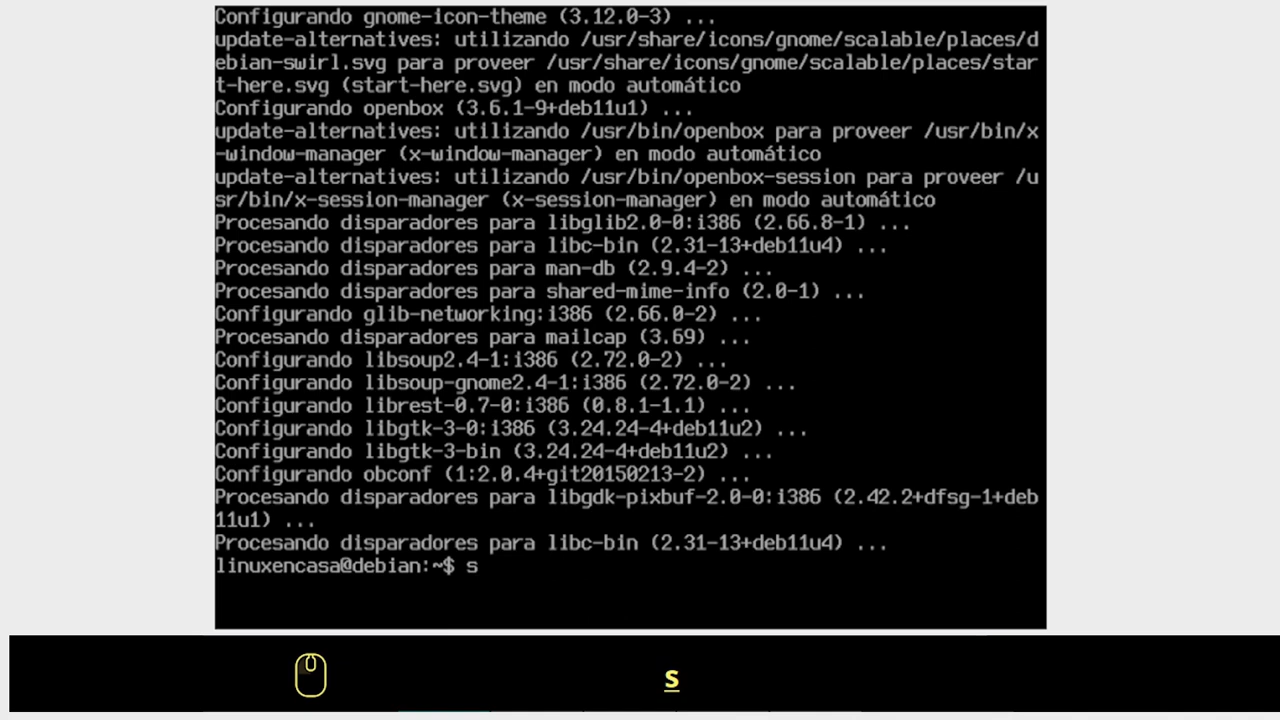 Configurando gnome-icon-theme (3.12.0-3) ...
update-alternatives: utilizando /usr/share/icons/gnome/scalable/places/d
ebian-swirl.svg para proveer /usr/share/icons/gnome/scalable/places/star
t-here.svg (start-here.svg) en modo automático
Configurando openbox (3.6.1-9+deb11u1) ...
update-alternatives: utilizando /usr/bin/openbox para proveer /usr/bin/x
-window-manager (x-window-manager) en modo automático
update-alternatives: utilizando /usr/bin/openbox-session para proveer /u
sr/bin/x-session-manager (x-session-manager) en modo automático
Procesando disparadores para libglib2.0-0:i386 (2.66.8-1) ...
Procesando disparadores para libc-bin (2.31-13+deb11u4) ...
Procesando disparadores para man-db (2.9.4-2) ...
Procesando disparadores para shared-mime-info (2.0-1) ...
Configurando glib-networking:i386 (2.66.0-2) ...
Procesando disparadores para mailcap (3.69) ...
Configurando libsoup2.4-1:i386 (2.72.0-2) ...
Configurando libsoup-gnome2.4-1:i386 (2.72.0-2) ...
Configurando librest-0.7-0:i386 (0.8.1-1.1) ...
Configurando libgtk-3-0:i386 (3.24.24-4+deb11u2) ...
Configurando libgtk-3-bin (3.24.24-4+deb11u2) ...
Configurando obconf (1:2.0.4+git20150213-2) ...
Procesando disparadores para libgdk-pixbuf-2.0-0:i386 (2.42.2+dfsg-1+deb
11u1) ...
Procesando disparadores para libc-bin (2.31-13+deb11u4) ...
linuxencasa@debian:~$ s
s